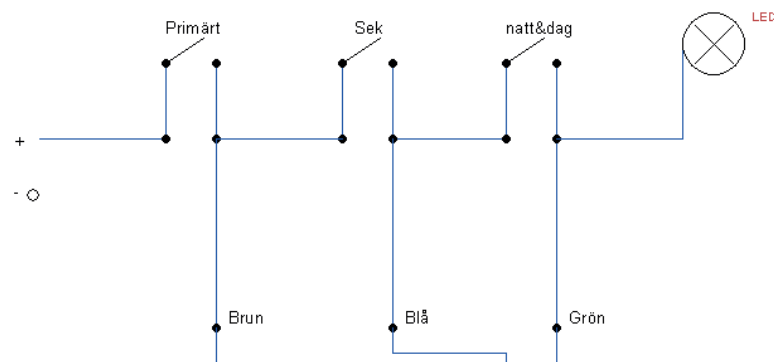 LED
Primärt
Sek
natt&dag
+
-
Brun
Blå
Grön